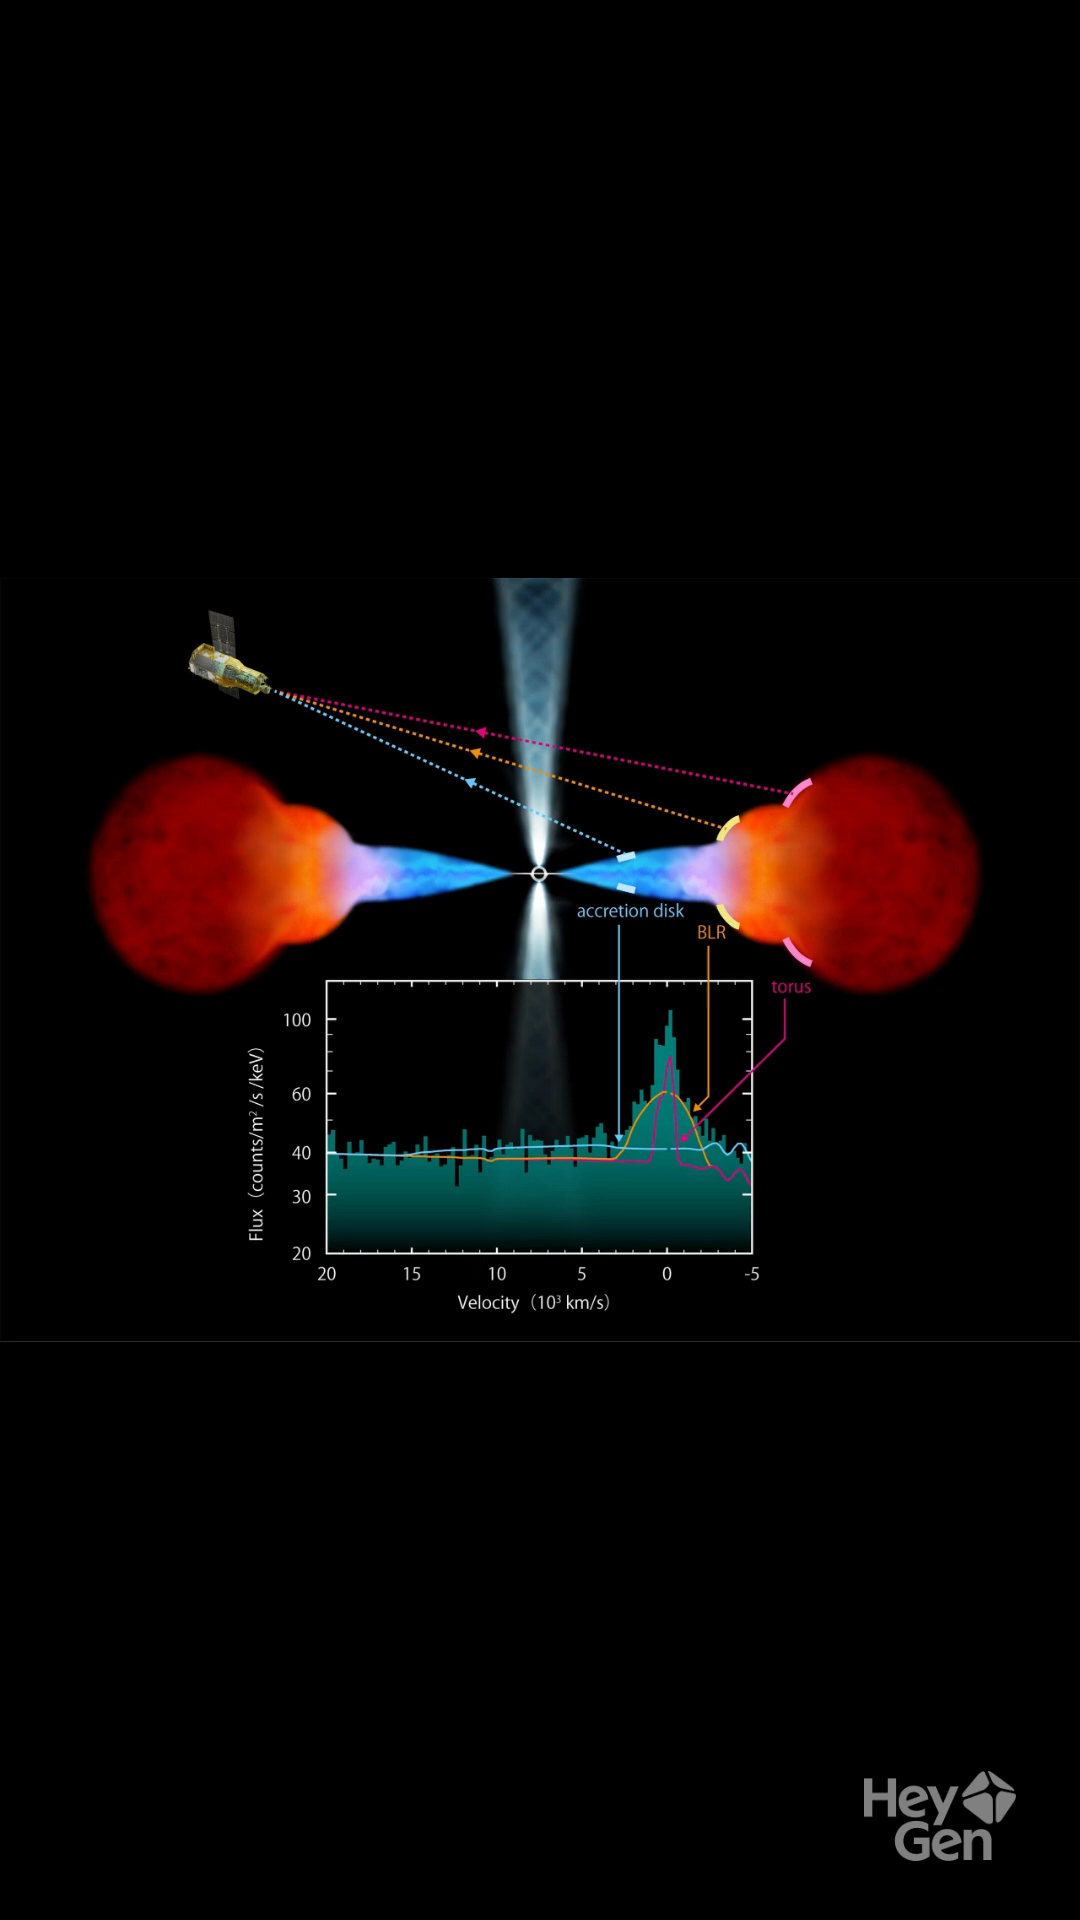 accretion disk
BLR
torus
100
60
40
30
20
Flux (counts/m² /s /keV)
20 15 10 5 0 -5
Velocity (10³ km/s)
Hey
Gen